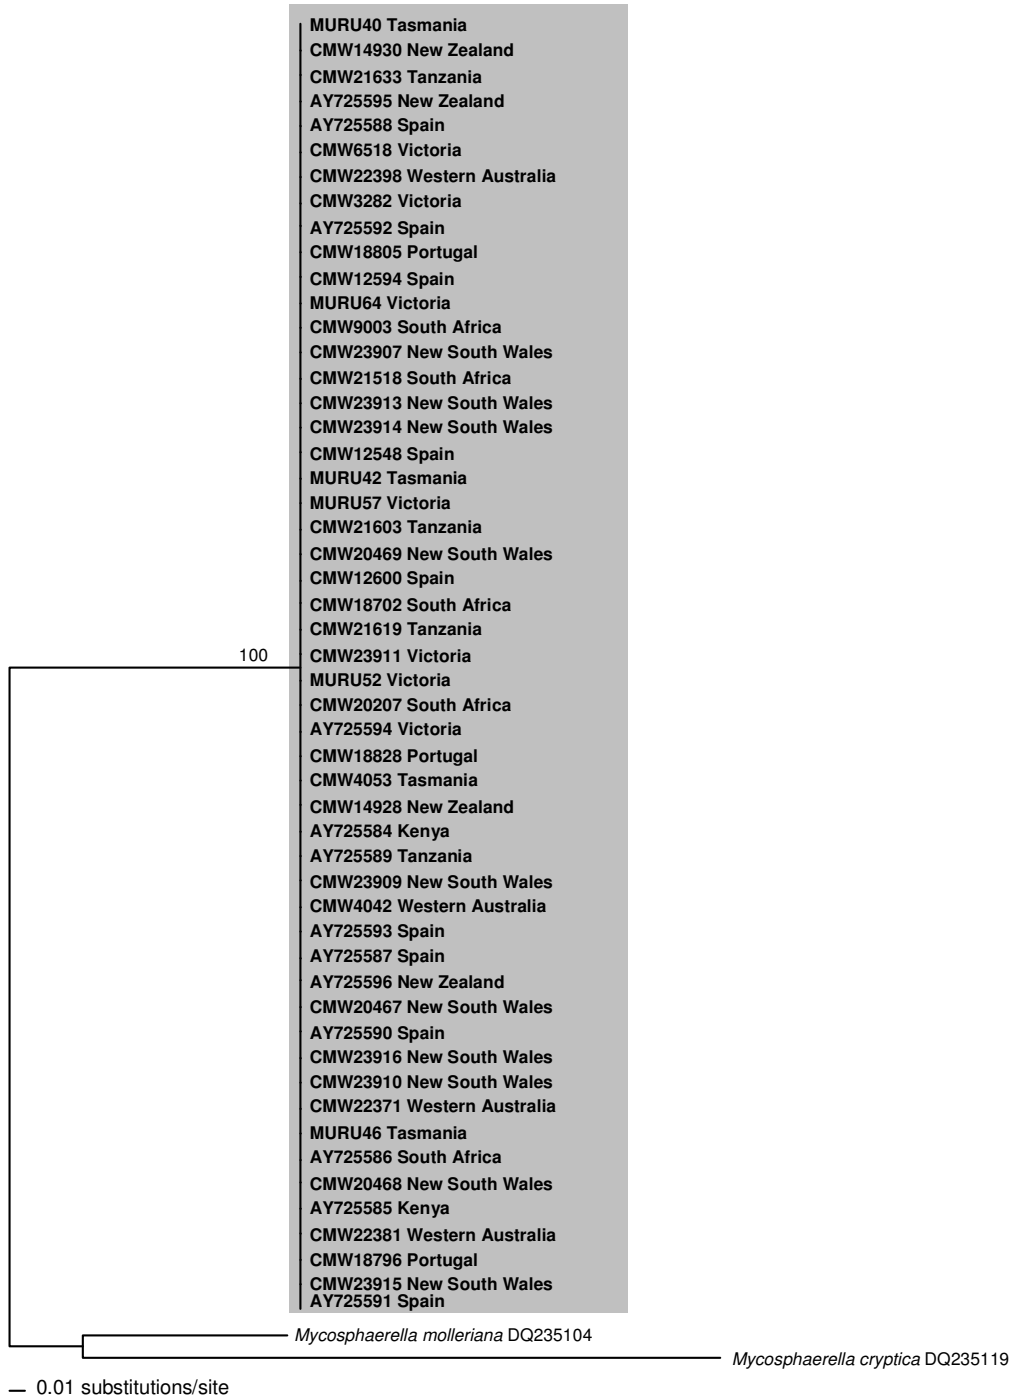 MURU40 Tasmania
CMW14930 New Zealand
CMW21633 Tanzania
AY725595 New Zealand
AY725588 Spain
CMW6518 Victoria
CMW22398 Western Australia
CMW3282 Victoria
AY725592 Spain
CMW18805 Portugal
CMW12594 Spain
MURU64 Victoria
CMW9003 South Africa
CMW23907 New South Wales
CMW21518 South Africa
CMW23913 New South Wales
CMW23914 New South Wales
CMW12548 Spain
MURU42 Tasmania
MURU57 Victoria
CMW21603 Tanzania
CMW20469 New South Wales
CMW12600 Spain
CMW18702 South Africa
CMW21619 Tanzania
100
CMW23911 Victoria
MURU52 Victoria
CMW20207 South Africa
AY725594 Victoria
CMW18828 Portugal
CMW4053 Tasmania
CMW14928 New Zealand
AY725584 Kenya
AY725589 Tanzania
CMW23909 New South Wales
CMW4042 Western Australia
AY725593 Spain
AY725587 Spain
AY725596 New Zealand
CMW20467 New South Wales
AY725590 Spain
CMW23916 New South Wales
CMW23910 New South Wales
CMW22371 Western Australia
MURU46 Tasmania
AY725586 South Africa
CMW20468 New South Wales
AY725585 Kenya
CMW22381 Western Australia
CMW18796 Portugal
CMW23915 New South Wales
AY725591 Spain
Mycosphaerella molleriana DQ235104
Mycosphaerella cryptica DQ235119
0.01 substitutions/site